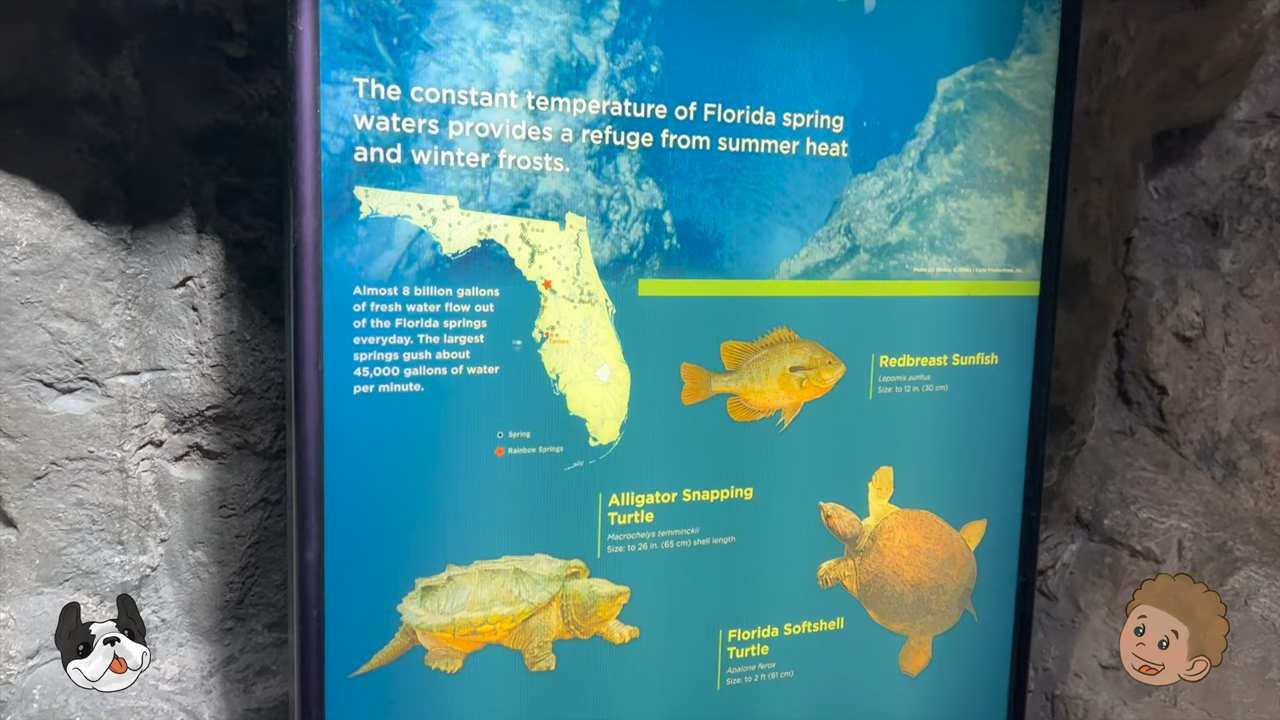 The constant temperature of Florida spring
waters provides a refuge from summer heat
and winter frosts.
Almost 8 billion gallons
of fresh water flow out
of the Florida springs
everyday. The largest
springs gush about
45,000 gallons of water
per minute.
Tampa
Spring
Rainbow Springs
Redbreast Sunfish
Lepomis auritus
Size: to 12 in. (30 cm)
Alligator Snapping
Turtle
Macrochelys temminckii
Size: to 26 in. (65 cm) shell length
Florida Softshell
Turtle
Apalone ferox
Size: to 2 ft (61 cm)